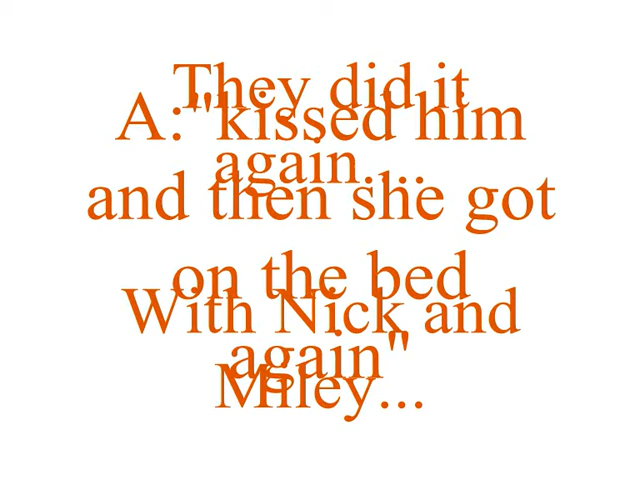 They did it
again....
With Nick and
Miley...
A:"kissed him
and then she got
on the bed
again"